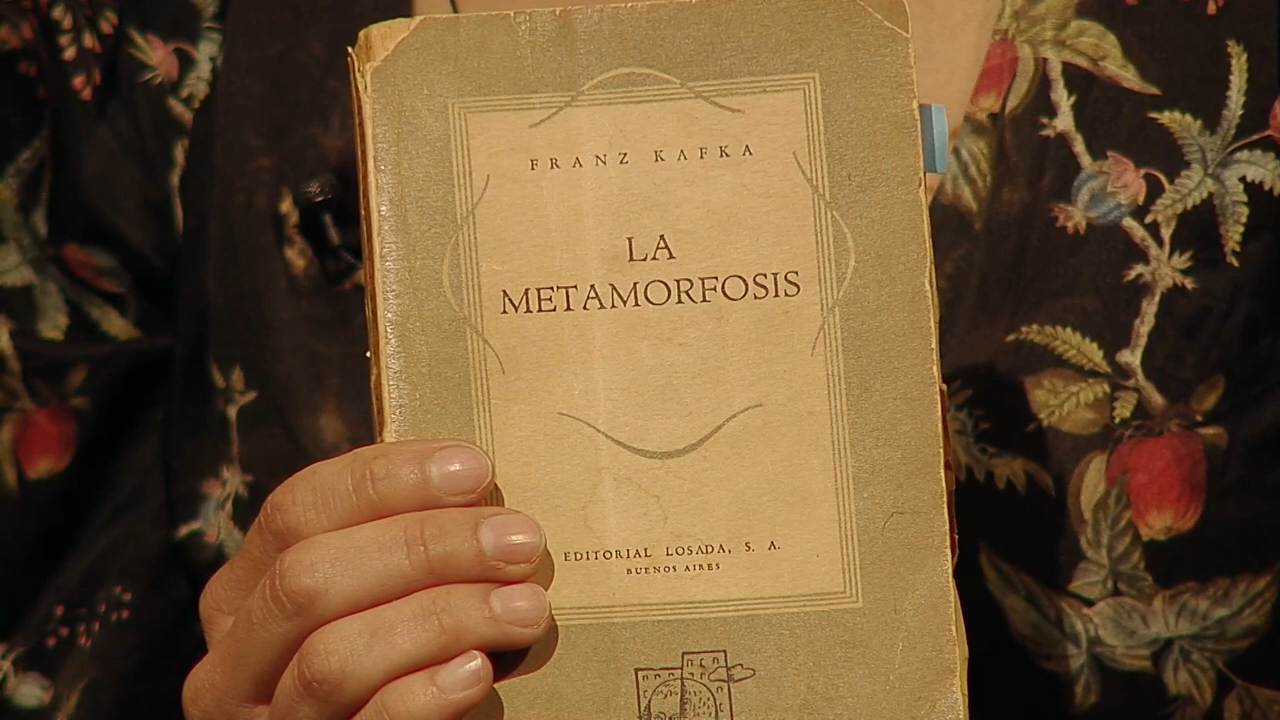 FRANZ KAFKA
LA
METAMORFOSIS
EDITORIAL LOSADA, S. A.
BUENOS AIRES